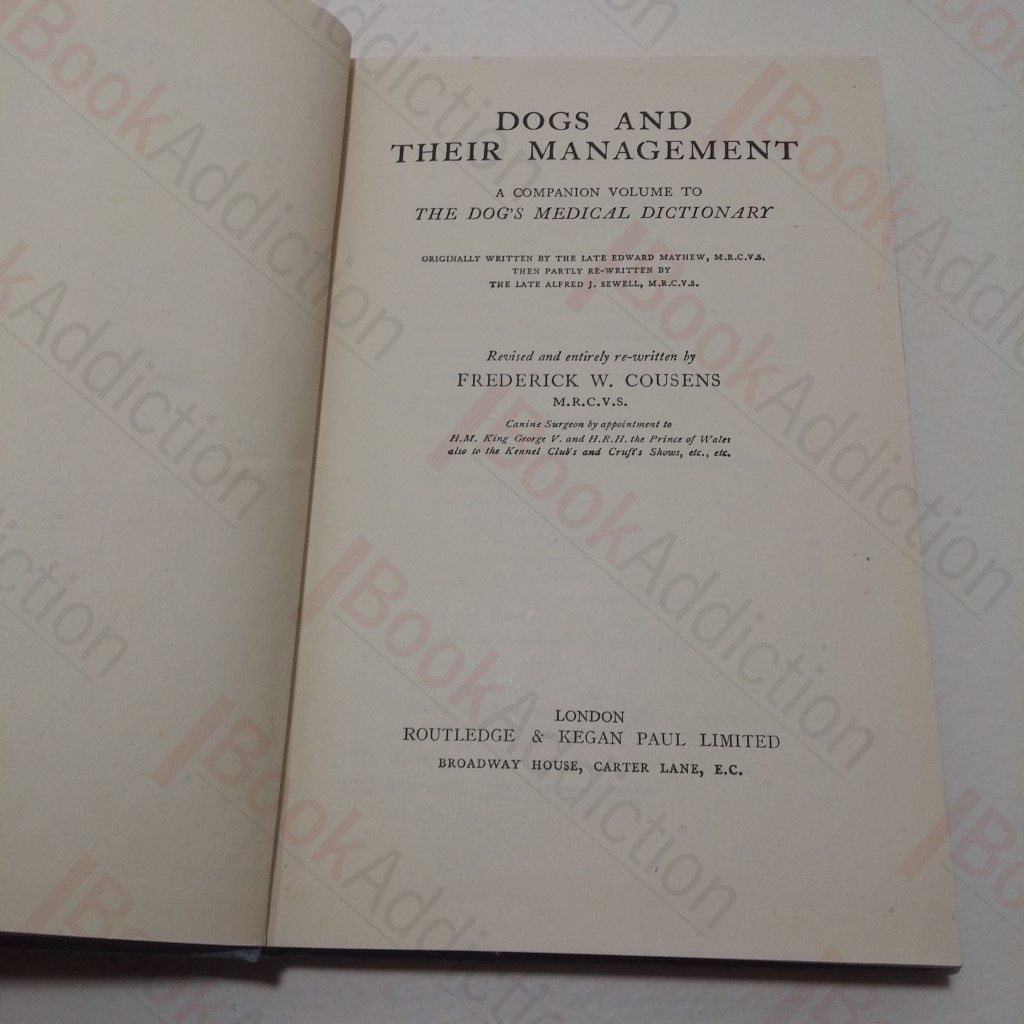 DOGS AND
THEIR MANAGEMENT
A COMPANION VOLUME TO
THE DOG'S MEDICAL DICTIONARY
ORIGINALLY WRITTEN BY THE LATE EDWARD MAYHEW, M.R.C.V.S.
THEN PARTLY RE-WRITTEN BY
THE LATE ALFRED J. SEWELL, M.R.C.V.S.
Revised and entirely re-written by
FREDERICK W. COUSENS
M.R.C.V.S.
Canine Surgeon by appointment to
H.M. King George V. and H.R.H. the Prince of Wales
also to the Kennel Club's and Cruft's Shows, etc., etc.
LONDON
ROUTLEDGE & KEGAN PAUL LIMITED
BROADWAY HOUSE, CARTER LANE, E.C.
BookAddiction